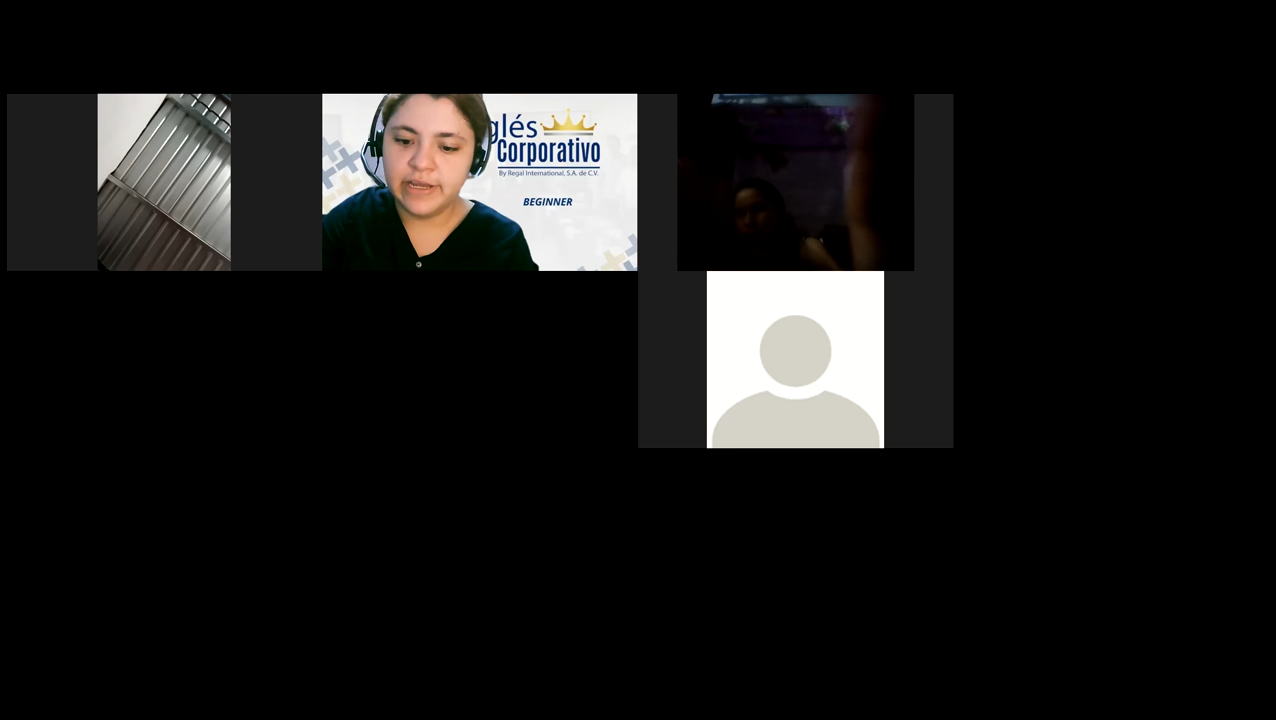 glés
Corporativo
By Regal International, S.A. de C.V.
BEGINNER